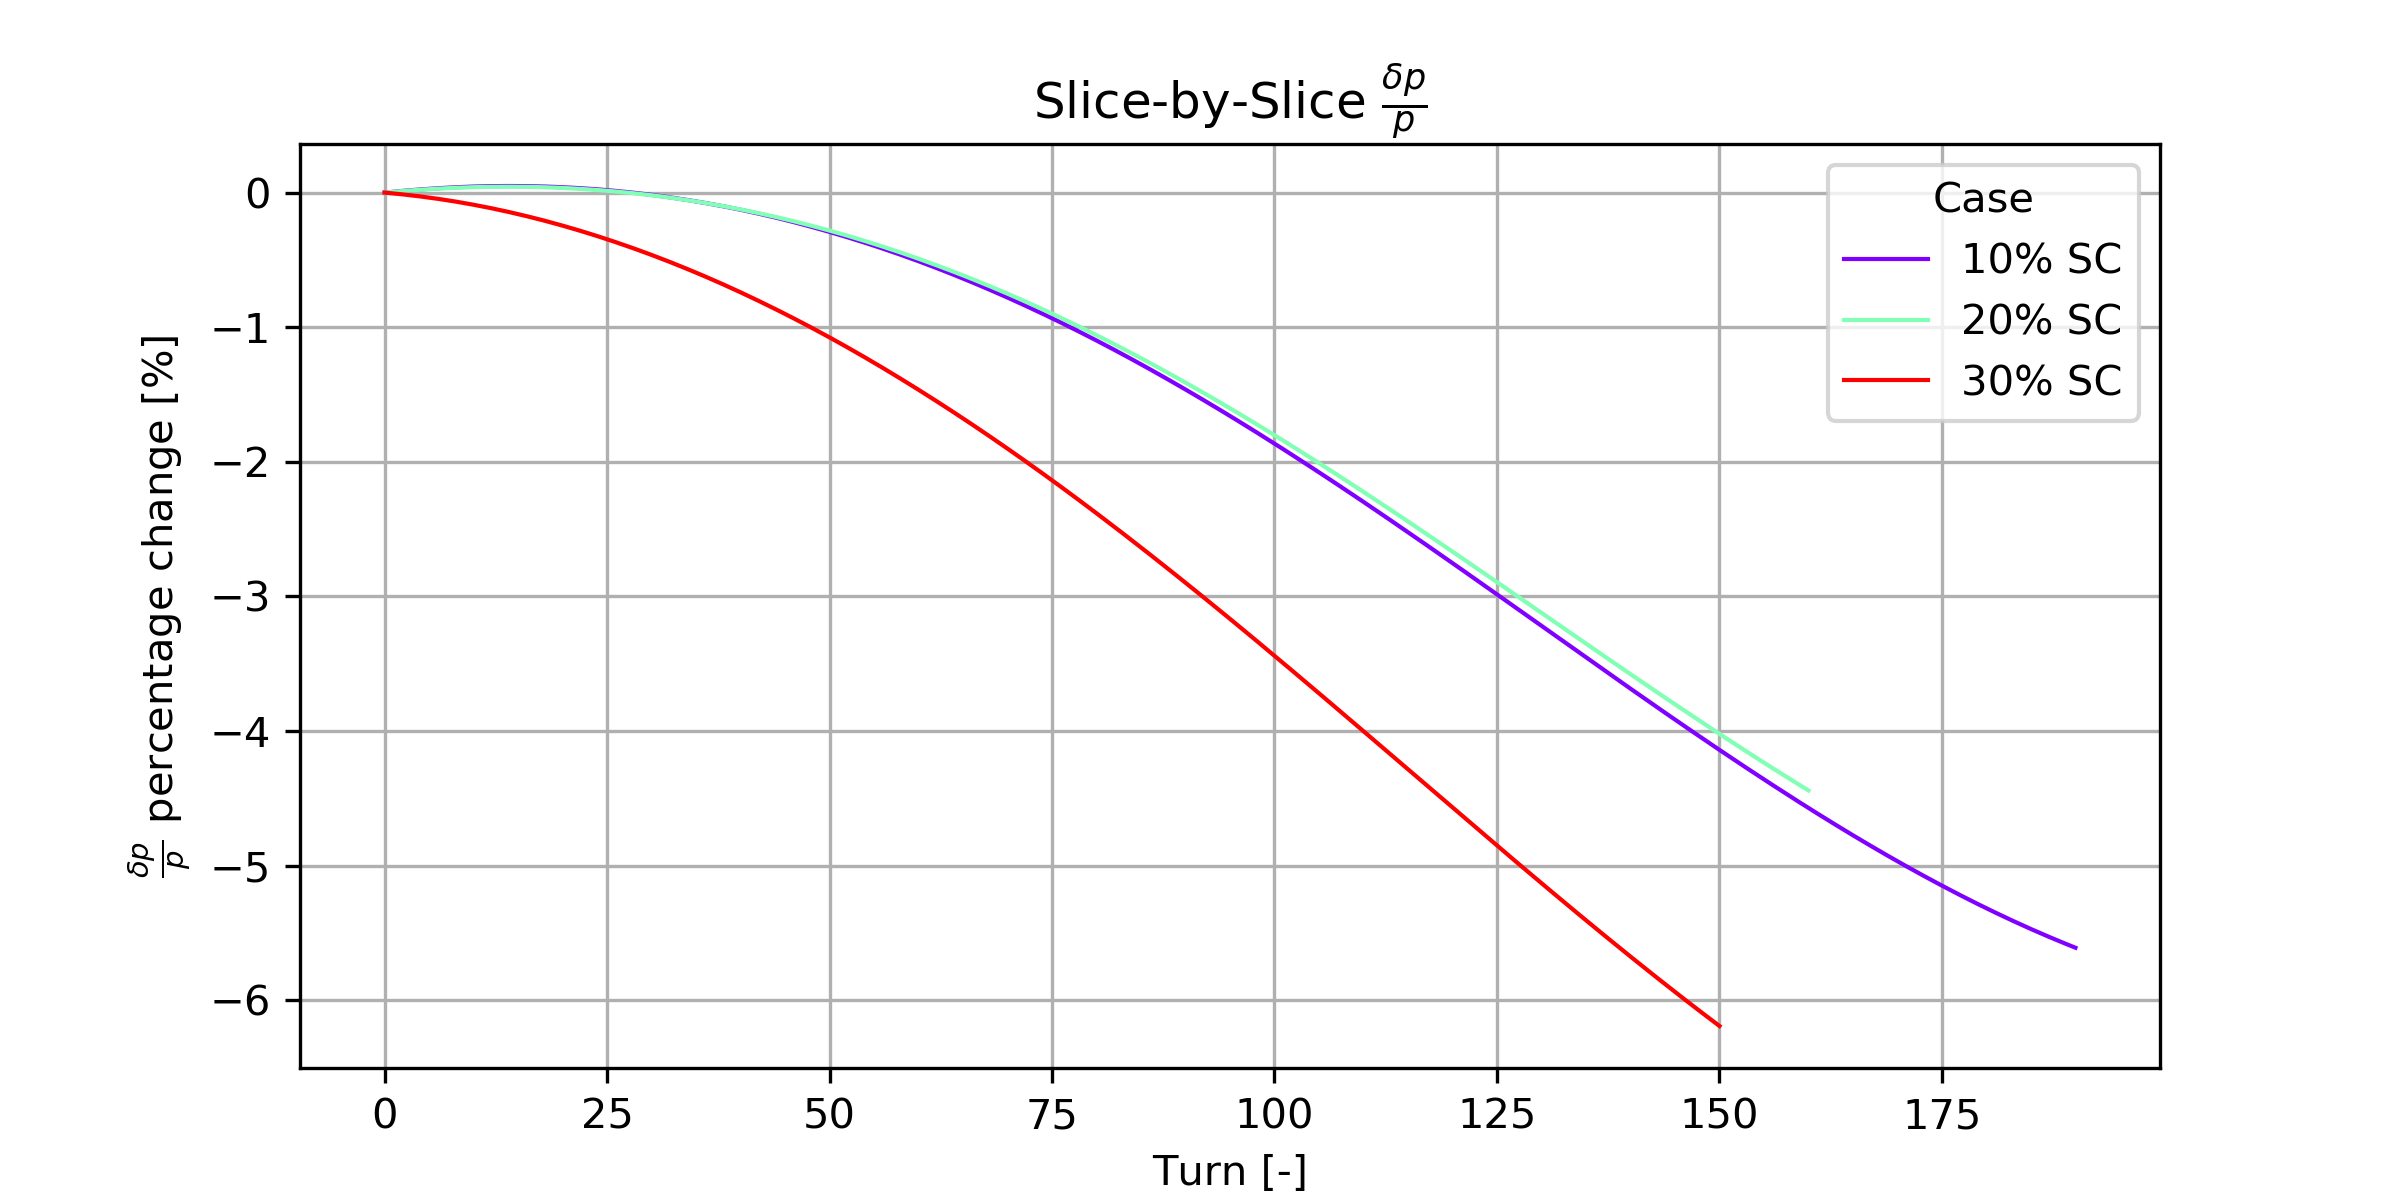 Slice-by-Slice δp/p
δp/p percentage change [%]
0
−1
−2
−3
−4
−5
−6
Case
10% SC
20% SC
30% SC
0 25 50 75 100 125 150 175
Turn [-]